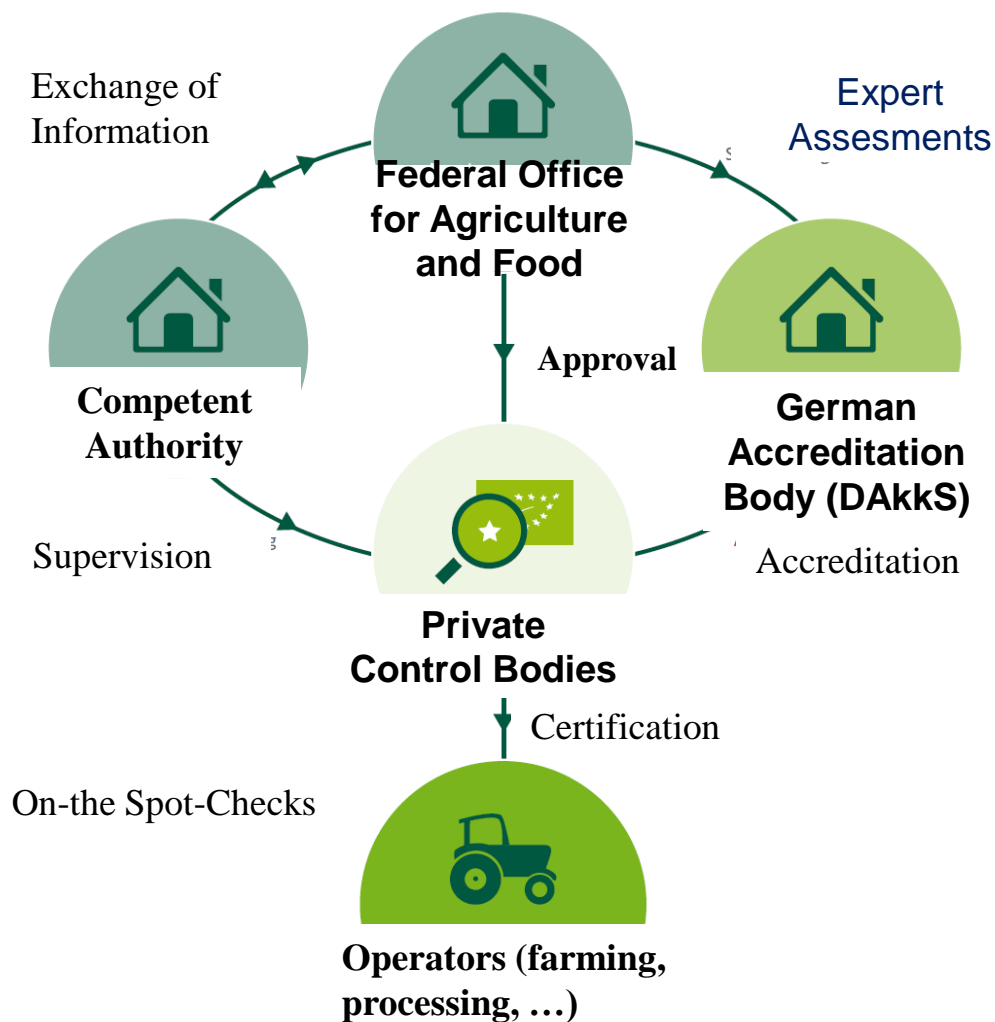 Exchange of
Information
Expert
Assesments
Federal Office
for Agriculture
and Food
Competent
Authority
Approval
German
Accreditation
Body (DAkkS)
Supervision
Accreditation
Private
Control Bodies
Certification
On-the Spot-Checks
Operators (farming,
processing, …)